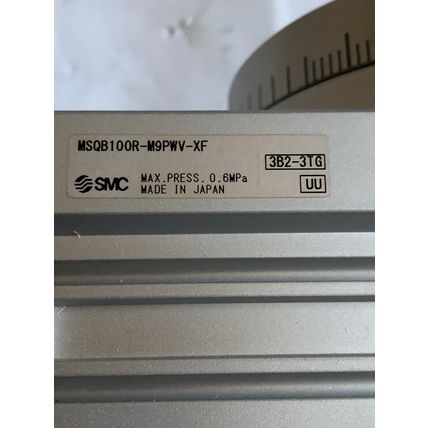 MSQB100R-M9PWV-XF
3B2-3TG
SMC MAX.PRESS. 0.6MPa
MADE IN JAPAN
UU